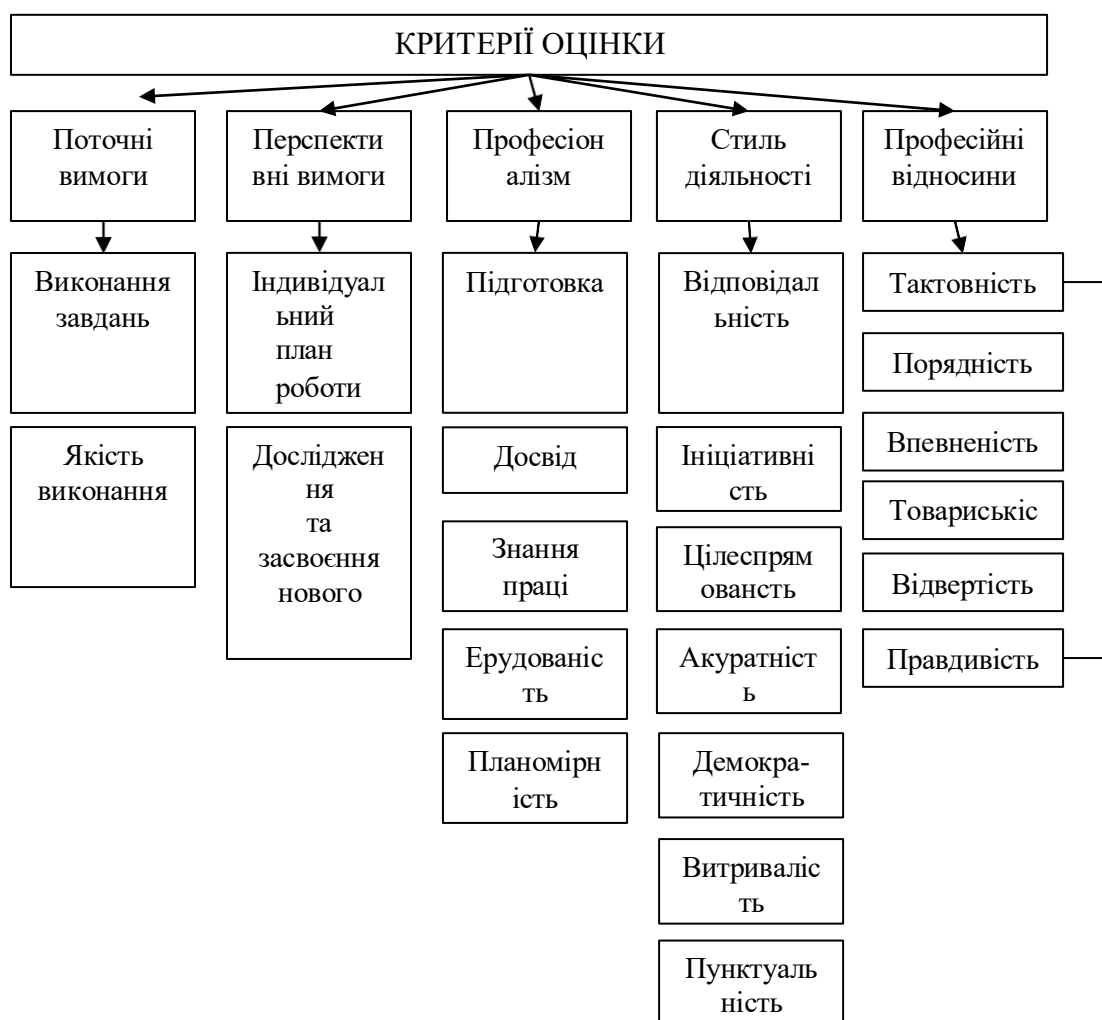 КРИТЕРІЇ ОЦІНКИ
Поточні
вимоги
Перспекти
вні вимоги
Професіон
алізм
Стиль
діяльності
Професійні
відносини
Виконання
завдань
Якість
виконання
Індивідуал
ьний
план
роботи
Дослiджен
ня
та
засвоєння
нового
Підготовка
Досвід
Знання
праці
Ерудованіс
ть
Планомірн
ість
Відповідал
ьність
Ініціативні
сть
Цілеспрям
овансть
Акуратніст
ь
Демокра-
тичність
Витриваліс
ть
Пунктуаль
ність
Тактовність
Порядність
Впевненість
Товариськіс
Відвертість
Правдивість